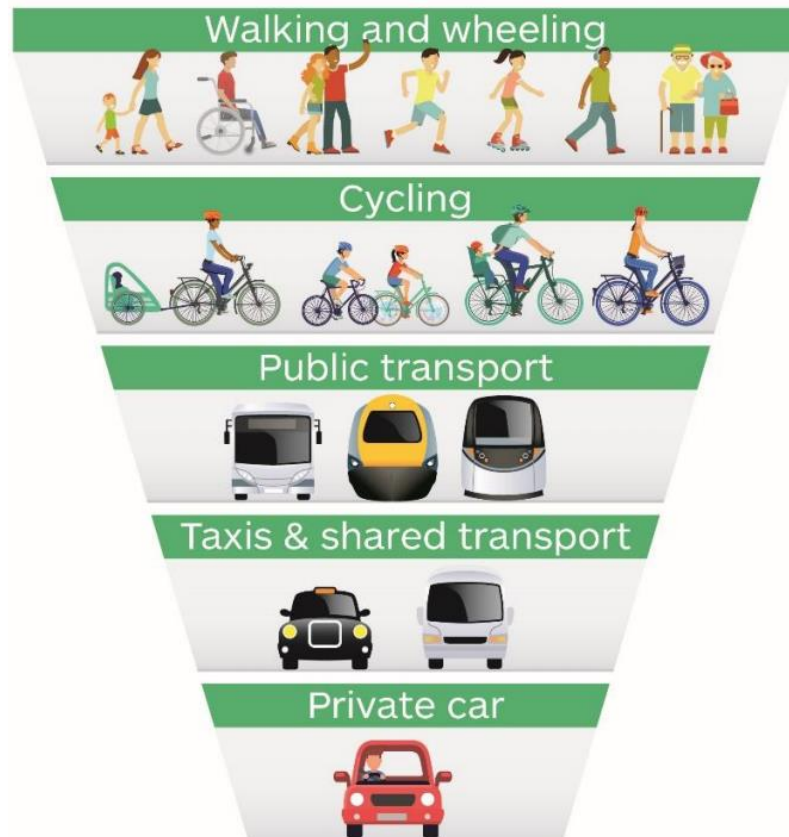 Walking and wheeling
Cycling
Public transport
Taxis & shared transport
Private car